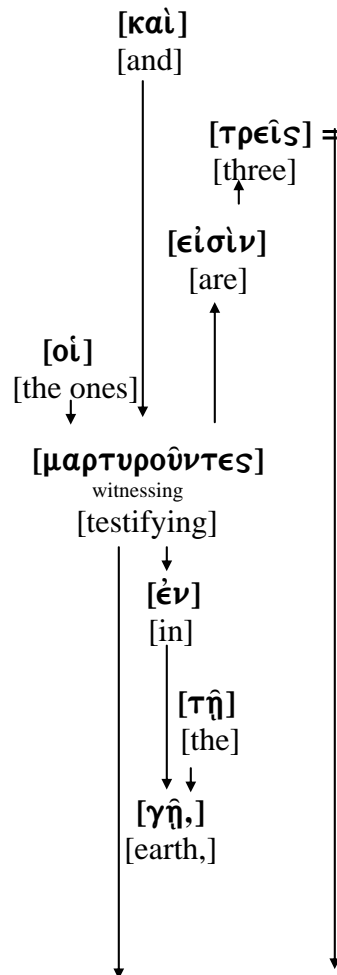 [καὶ]
[and]
[τρεῖς] =
[three]
[εἰσὶν]
[are]
[οἱ]
[the ones]
[μαρτυροῦντες]
witnessing
[testifying]
[ἐν]
[in]
[τῇ]
[the]
[γῇ,]
[earth,]